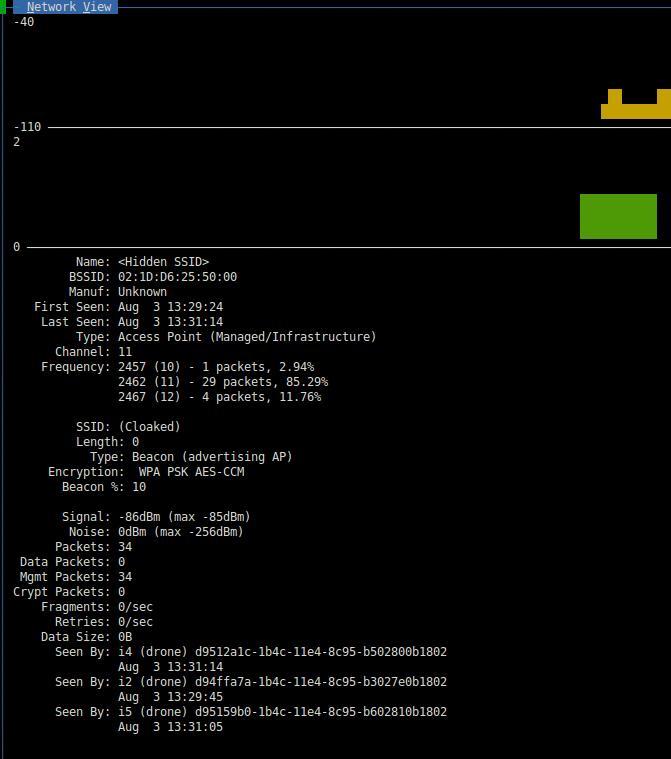 Network View
-40
-110
2
0
Name: <Hidden SSID>
BSSID: 02:1D:D6:25:50:00
Manuf: Unknown
First Seen: Aug  3 13:29:24
Last Seen: Aug  3 13:31:14
Type: Access Point (Managed/Infrastructure)
Channel: 11
Frequency: 2457 (10) - 1 packets, 2.94%
2462 (11) - 29 packets, 85.29%
2467 (12) - 4 packets, 11.76%
SSID: (Cloaked)
Length: 0
Type: Beacon (advertising AP)
Encryption:  WPA PSK AES-CCM
Beacon %: 10
Signal: -86dBm (max -85dBm)
Noise: 0dBm (max -256dBm)
Packets: 34
Data Packets: 0
Mgmt Packets: 34
Crypt Packets: 0
Fragments: 0/sec
Retries: 0/sec
Data Size: 0B
Seen By: i4 (drone) d9512a1c-1b4c-11e4-8c95-b502800b1802
Aug  3 13:31:14
Seen By: i2 (drone) d94ffa7a-1b4c-11e4-8c95-b3027e0b1802
Aug  3 13:29:45
Seen By: i5 (drone) d95159b0-1b4c-11e4-8c95-b602810b1802
Aug  3 13:31:05